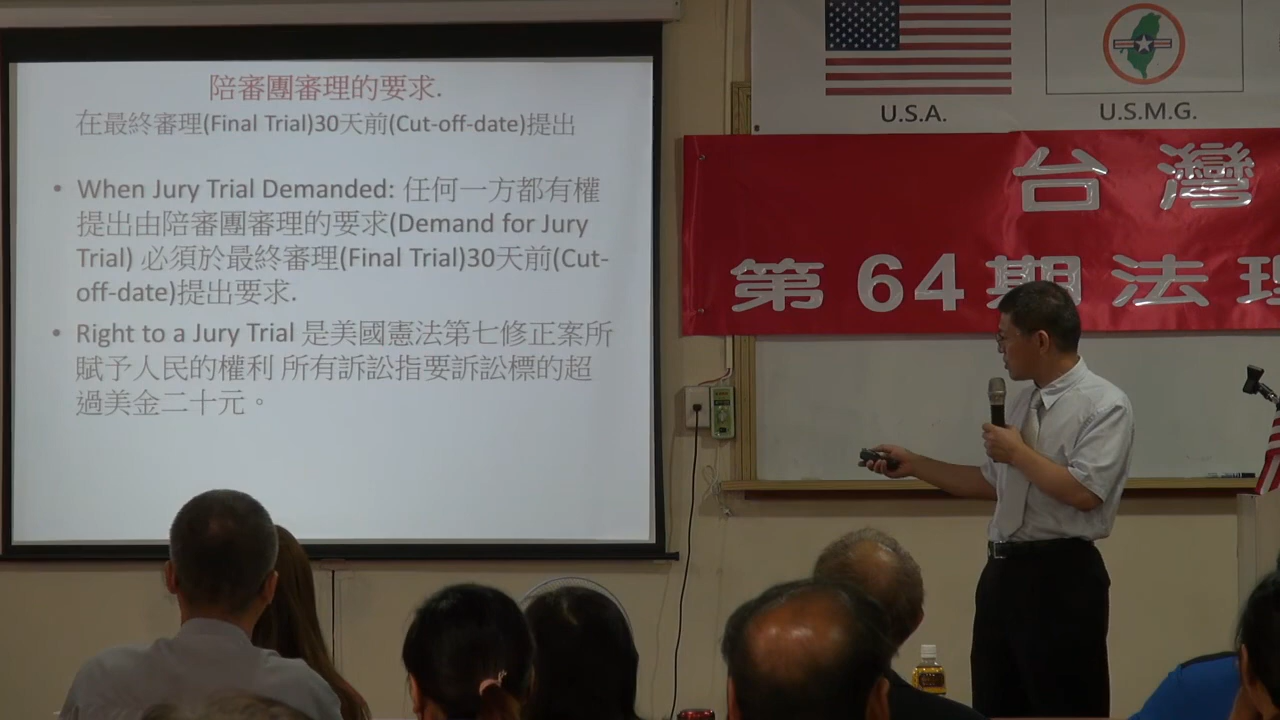 陪審團審理的要求.
在最終審理(Final Trial)30天前(Cut-off-date)提出
• When Jury Trial Demanded: 任何一方都有權
提出由陪審團審理的要求(Demand for Jury
Trial) 必須於最終審理(Final Trial)30天前(Cut-
off-date)提出要求.
• Right to a Jury Trial 是美國憲法第七修正案所
賦予人民的權利 所有訴訟指要訴訟標的超
過美金二十元。
U.S.A.
U.S.M.G.
台灣
第64期法理